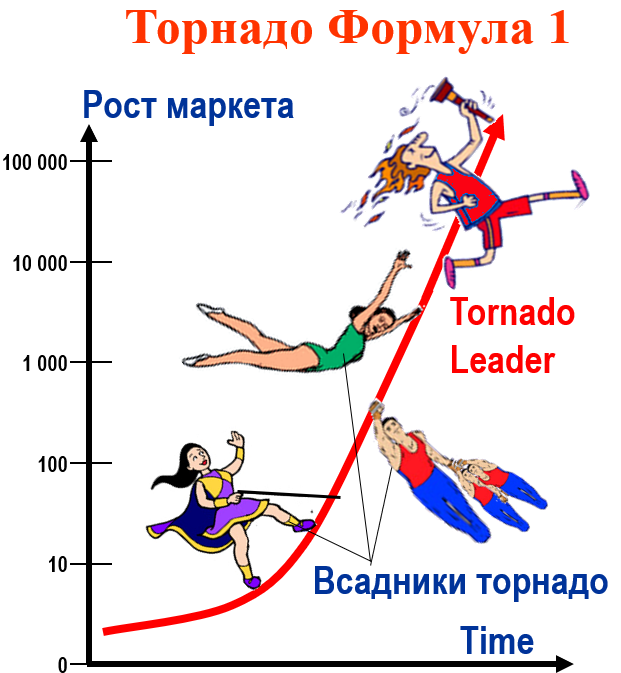 Торнадо Формула 1
Рост маркета
100 000
10 000
Tornado
Leader
1 000
100
10
Всадники торнадо
Time
0